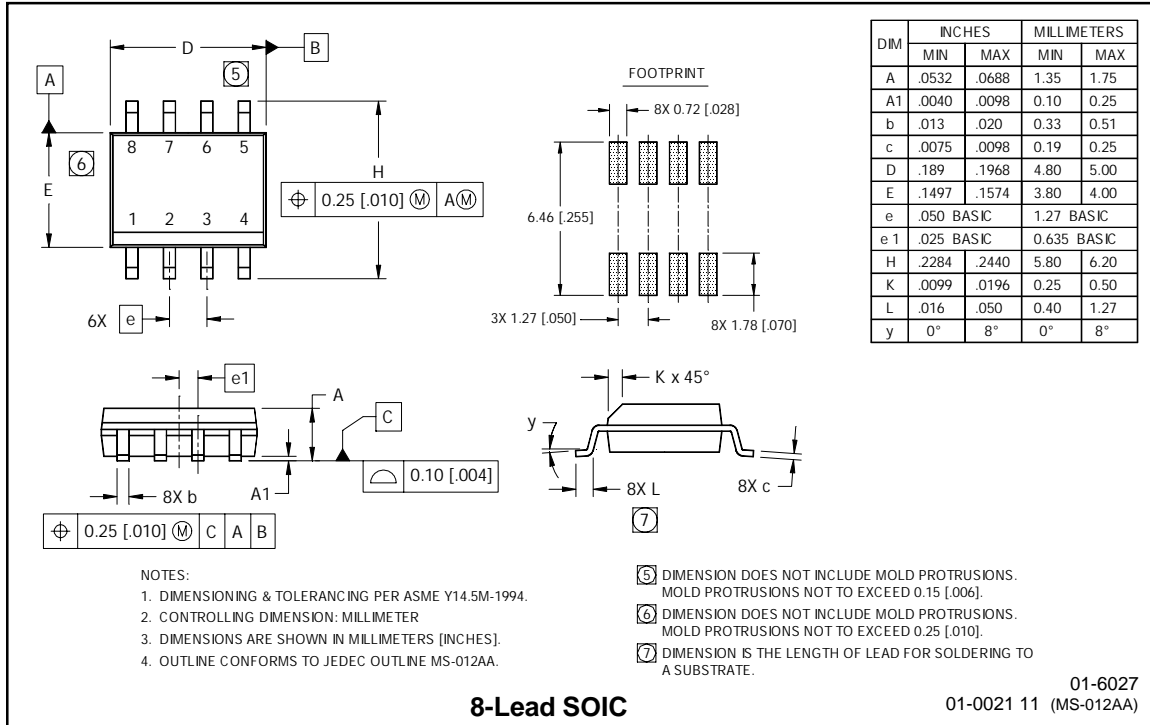 D
B
5
A
8 7 6 5
6
E
H
⌖ 0.25 [.010] Ⓜ AⓂ
1 2 3 4
6X e
FOOTPRINT
8X 0.72 [.028]
6.46 [.255]
3X 1.27 [.050]
8X 1.78 [.070]
DIM INCHES MILLIMETERS
MIN MAX MIN MAX
A .0532 .0688 1.35 1.75
A1 .0040 .0098 0.10 0.25
b .013 .020 0.33 0.51
c .0075 .0098 0.19 0.25
D .189 .1968 4.80 5.00
E .1497 .1574 3.80 4.00
e .050 BASIC 1.27 BASIC
e 1 .025 BASIC 0.635 BASIC
H .2284 .2440 5.80 6.20
K .0099 .0196 0.25 0.50
L .016 .050 0.40 1.27
y 0° 8° 0° 8°
e1
A
C
0.10 [.004]
8X b
A1
⌖ 0.25 [.010] Ⓜ C A B
K x 45°
y
8X L
8X c
7
NOTES:
1. DIMENSIONING & TOLERANCING PER ASME Y14.5M-1994.
2. CONTROLLING DIMENSION: MILLIMETER
3. DIMENSIONS ARE SHOWN IN MILLIMETERS [INCHES].
4. OUTLINE CONFORMS TO JEDEC OUTLINE MS-012AA.
5 DIMENSION DOES NOT INCLUDE MOLD PROTRUSIONS.
MOLD PROTRUSIONS NOT TO EXCEED 0.15 [.006].
6 DIMENSION DOES NOT INCLUDE MOLD PROTRUSIONS.
MOLD PROTRUSIONS NOT TO EXCEED 0.25 [.010].
7 DIMENSION IS THE LENGTH OF LEAD FOR SOLDERING TO
A SUBSTRATE.
8-Lead SOIC
01-6027
01-0021 11 (MS-012AA)